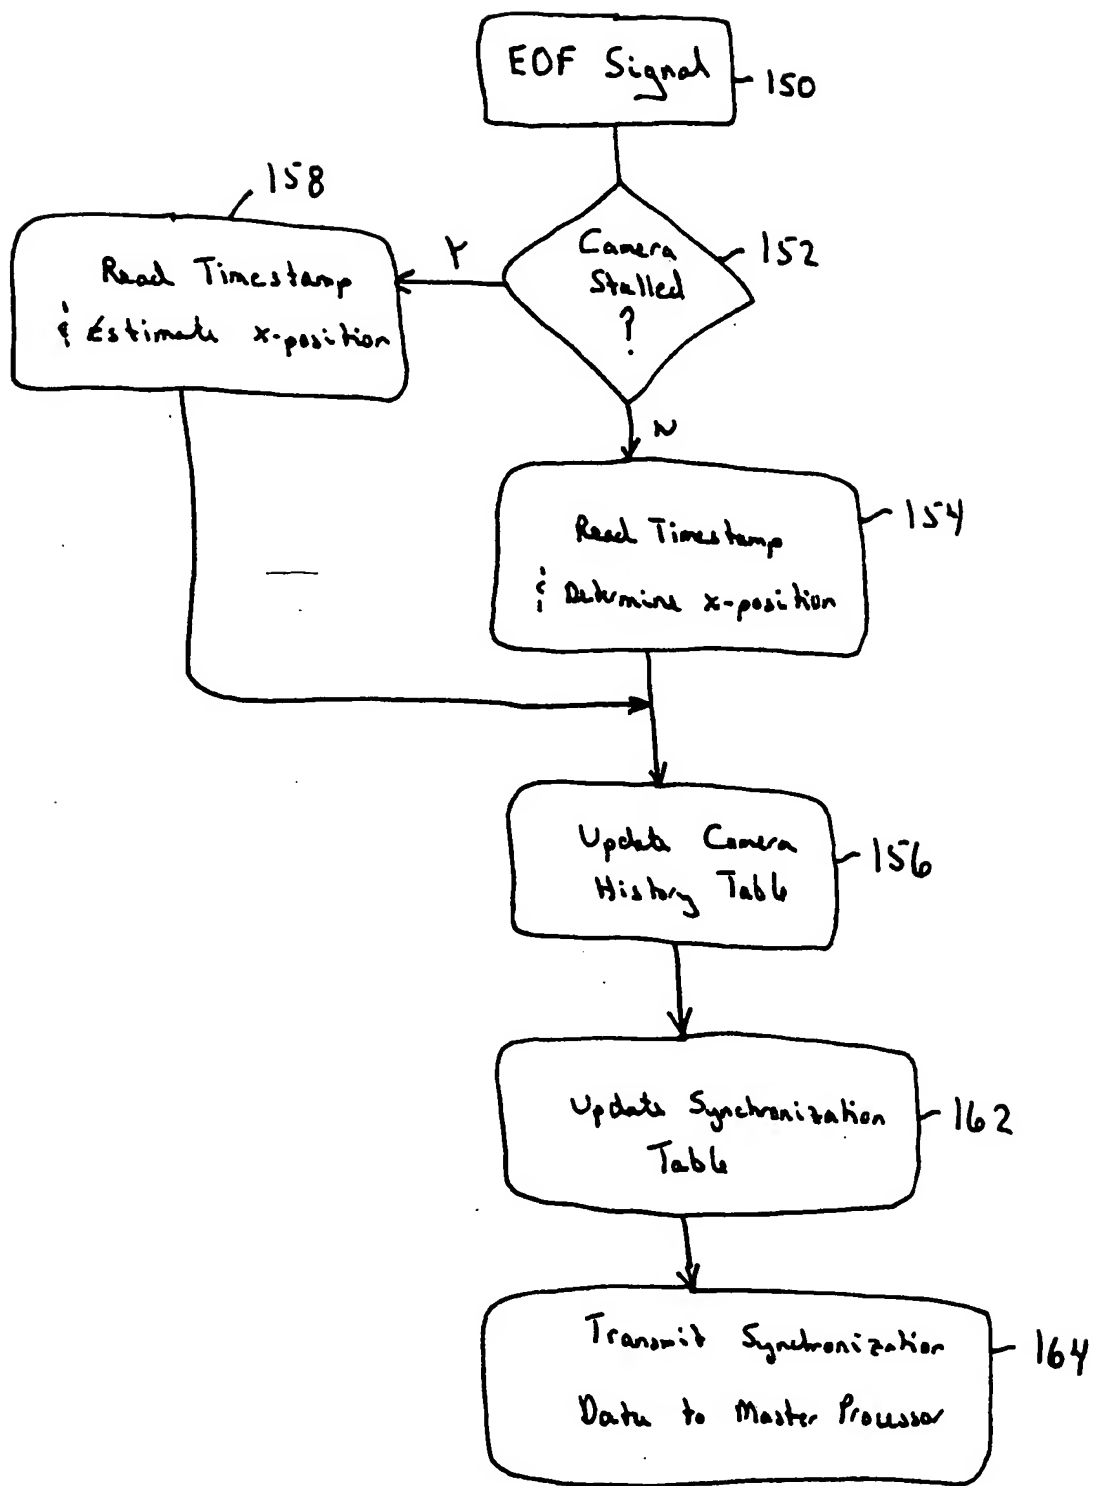 EOF Signal
150
158
Camera
Stalled
?
152
Y
Read Timestamp
& Estimate x-position
N
Read Timestamp
& Determine x-position
154
Update Camera
History Table
156
Update Synchronization
Table
162
Transmit Synchronization
Data to Master Processor
164